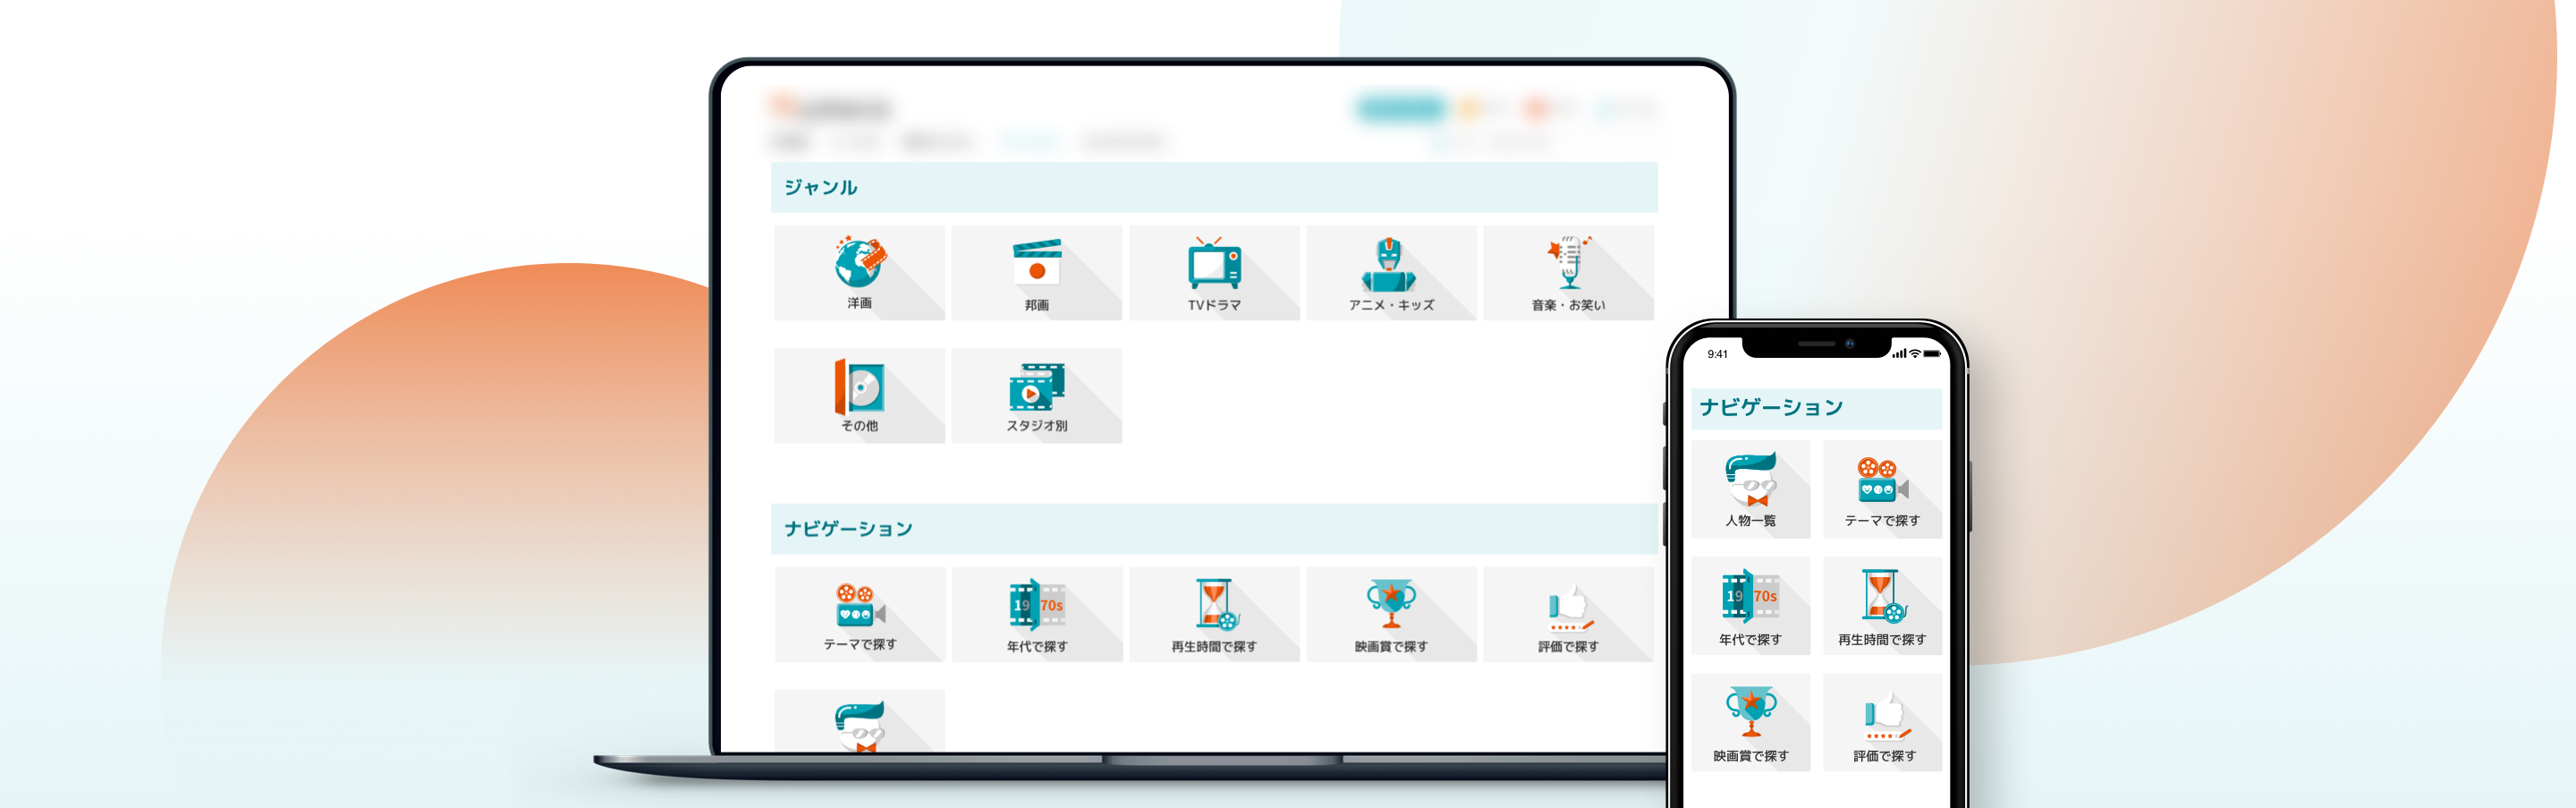 ジャンル
洋画
邦画
TVドラマ
アニメ・キッズ
音楽・お笑い
その他
スタジオ別
ナビゲーション
19 70s
テーマで探す
年代で探す
再生時間で探す
映画賞で探す
評価で探す
9:41
ナビゲーション
人物一覧
テーマで探す
19 70s
年代で探す
再生時間で探す
映画賞で探す
評価で探す